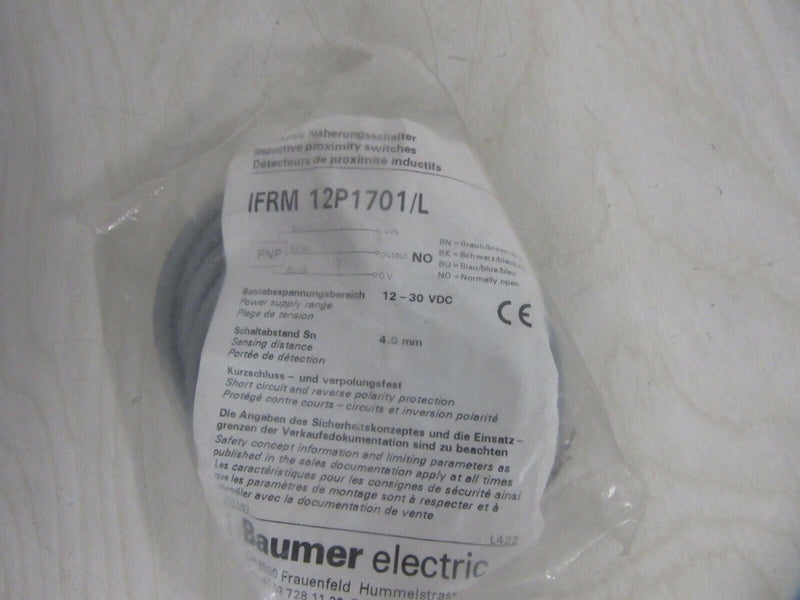 Näherungsschalter
Inductive proximity switches
Détecteurs de proximité inductifs
IFRM 12P1701/L
+Vs
PNP output NO
0 V
BN = Braun/brown/
BK = Schwarz/black/
BU = Blau/blue/bleu
NO = Normally open
Betriebsspannungsbereich 12 – 30 VDC
Power supply range
Plage de tension
CE
Schaltabstand Sn 4.0 mm
Sensing distance
Portée de détection
Kurzschluss – und verpolungsfest
Short circuit and reverse polarity protection
Protégé contre courts – circuits et inversion polarité
Die Angaben des Sicherheitskonzeptes und die Einsatz –
grenzen der Verkaufsdokumentation sind zu beachten
Safety concept information and limiting parameters as
published in the sales documentation apply at all times
Les caractéristiques pour les consignes de sécurité ainsi
que les paramètres de montage sont à respecter et à
contrôler avec la documentation de vente
L422
Baumer electric
Frauenfeld Hummelstrass
728 11 22